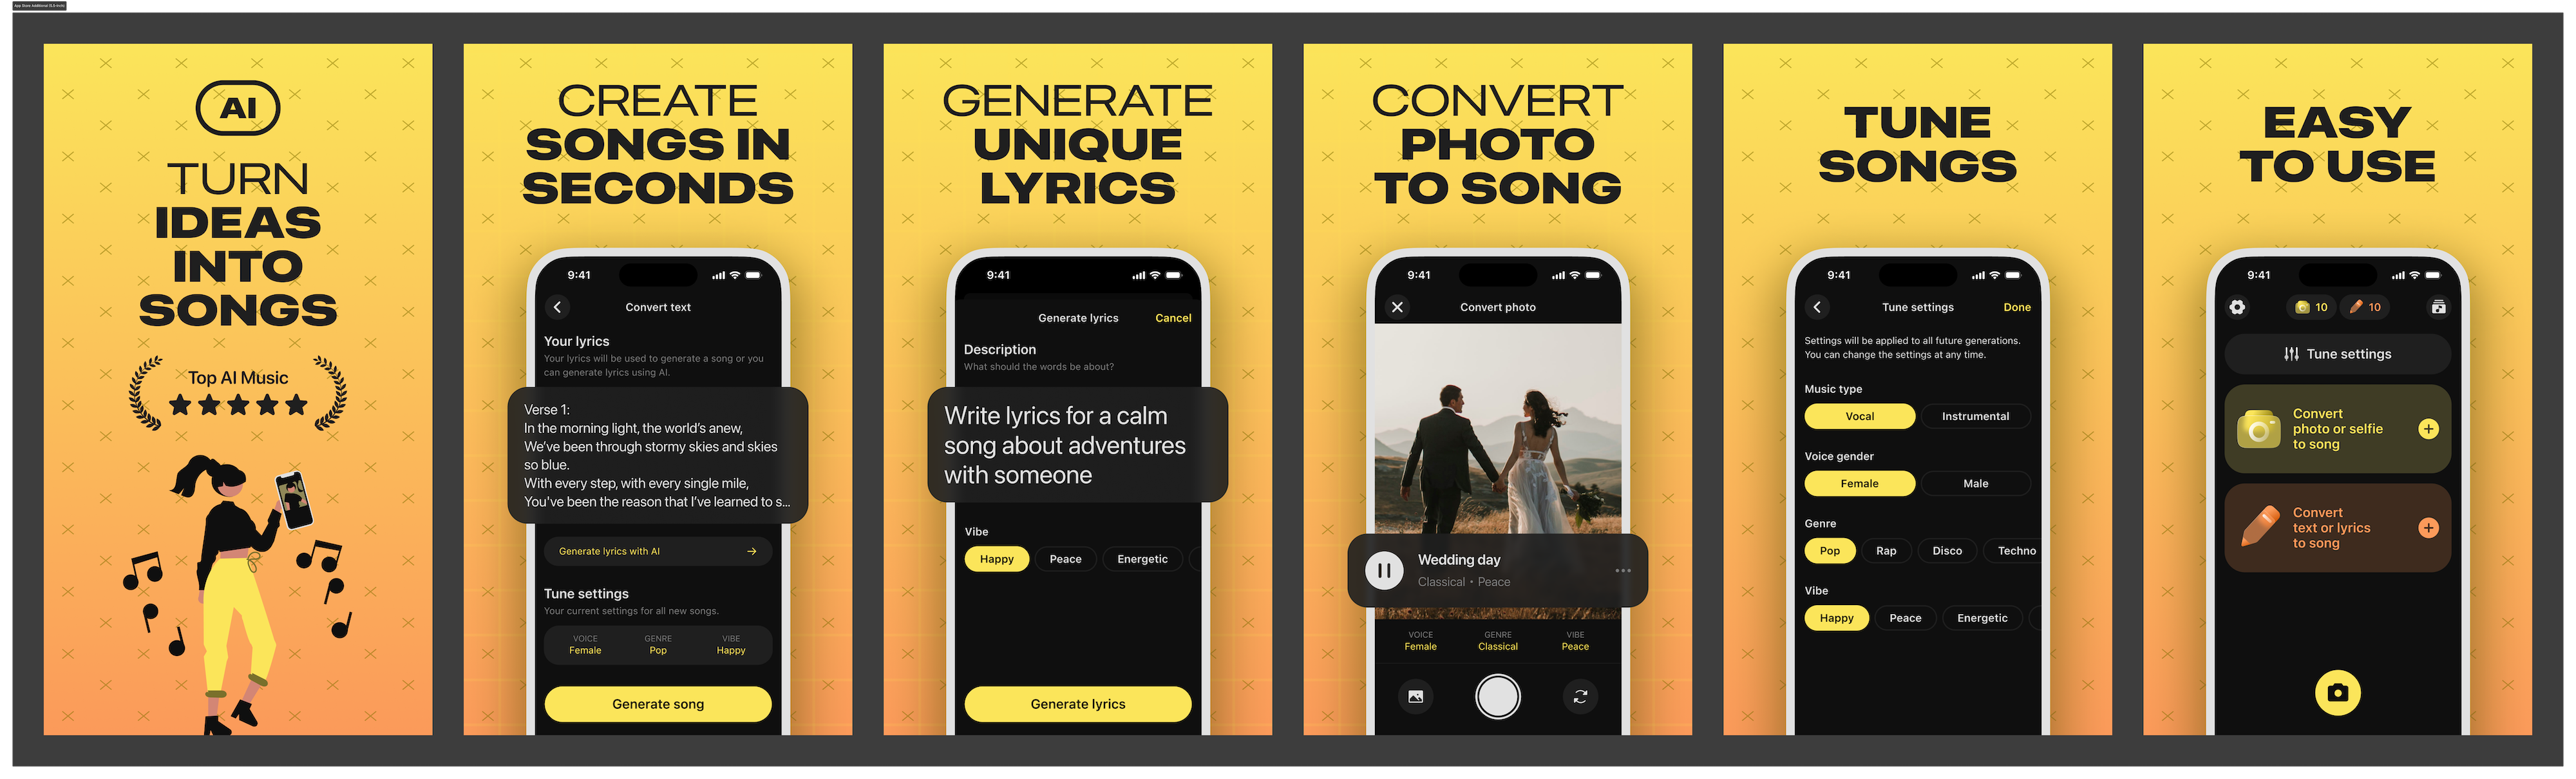 App Store Additional (5.5-inch)
AI
TURN
IDEAS
INTO
SONGS
Top AI Music
CREATE
SONGS IN
SECONDS
9:41
Convert text
Your lyrics
Your lyrics will be used to generate a song or you
can generate lyrics using AI.
Verse 1:
In the morning light, the world's anew,
We've been through stormy skies and skies
so blue.
With every step, with every single mile,
You've been the reason that I've learned to s...
Generate lyrics with AI
Tune settings
Your current settings for all new songs.
VOICE GENRE VIBE
Female Pop Happy
Generate song
GENERATE
UNIQUE
LYRICS
9:41
Generate lyrics Cancel
Description
What should the words be about?
Write lyrics for a calm
song about adventures
with someone
Vibe
Happy Peace Energetic
Generate lyrics
CONVERT
PHOTO
TO SONG
9:41
Convert photo
Wedding day
Classical • Peace
VOICE GENRE VIBE
Female Classical Peace
TUNE
SONGS
9:41
Tune settings Done
Settings will be applied to all future generations.
You can change the settings at any time.
Music type
Vocal Instrumental
Voice gender
Female Male
Genre
Pop Rap Disco Techno
Vibe
Happy Peace Energetic
EASY
TO USE
9:41
10 10
Tune settings
Convert
photo or selfie
to song
Convert
text or lyrics
to song